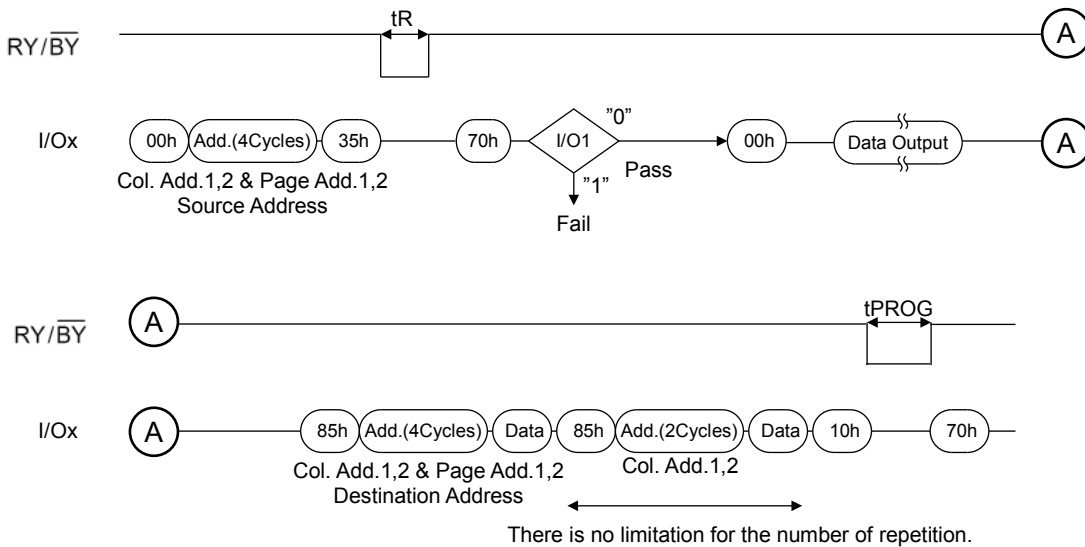 tR
RY/BY
A
I/Ox
00h
Add.(4Cycles)
35h
70h
I/O1
"0"
Pass
"1"
Fail
00h
Data Output
A
Col. Add.1,2 & Page Add.1,2
Source Address
A
RY/BY
tPROG
I/Ox
A
85h
Add.(4Cycles)
Data
85h
Add.(2Cycles)
Data
10h
70h
Col. Add.1,2 & Page Add.1,2
Destination Address
Col. Add.1,2
There is no limitation for the number of repetition.